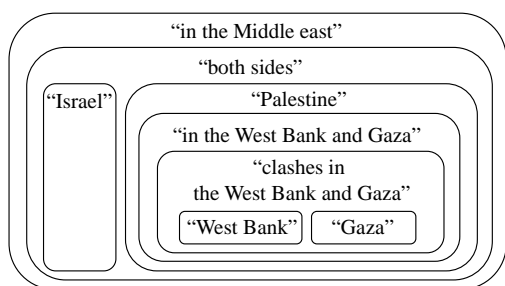 “in the Middle east”
“both sides”
“Israel”
“Palestine”
“in the West Bank and Gaza”
“clashes in
the West Bank and Gaza”
“West Bank” “Gaza”